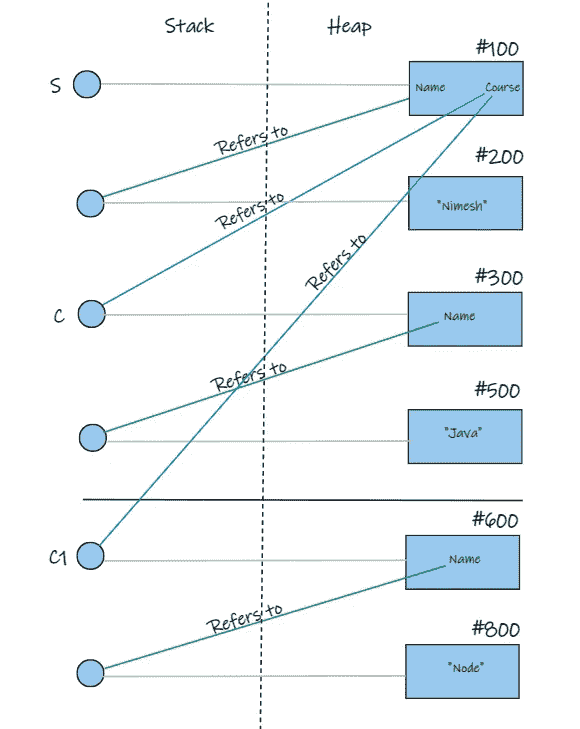 Stack Heap
#100
S
Name Course
Refers to
#200
"Nimesh"
Refers to
Refers to
#300
C
Name
Refers to
#500
"Java"
#600
C1
Name
Refers to
#800
"Node"